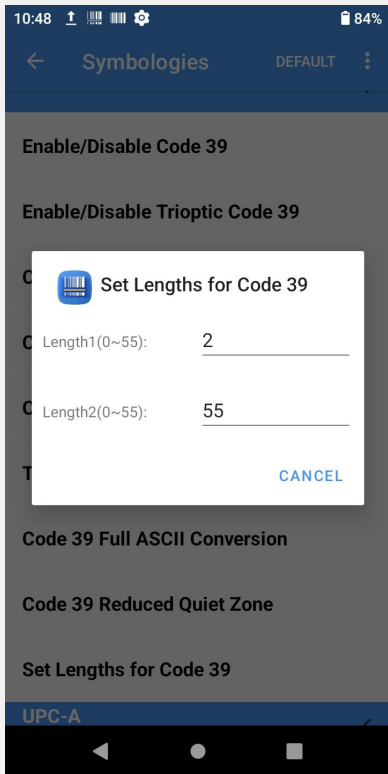 10:48 84%
Symbologies DEFAULT
Enable/Disable Code 39
Enable/Disable Trioptic Code 39
Set Lengths for Code 39
Length1(0~55): 2
Length2(0~55): 55
CANCEL
Code 39 Full ASCII Conversion
Code 39 Reduced Quiet Zone
Set Lengths for Code 39
UPC-A